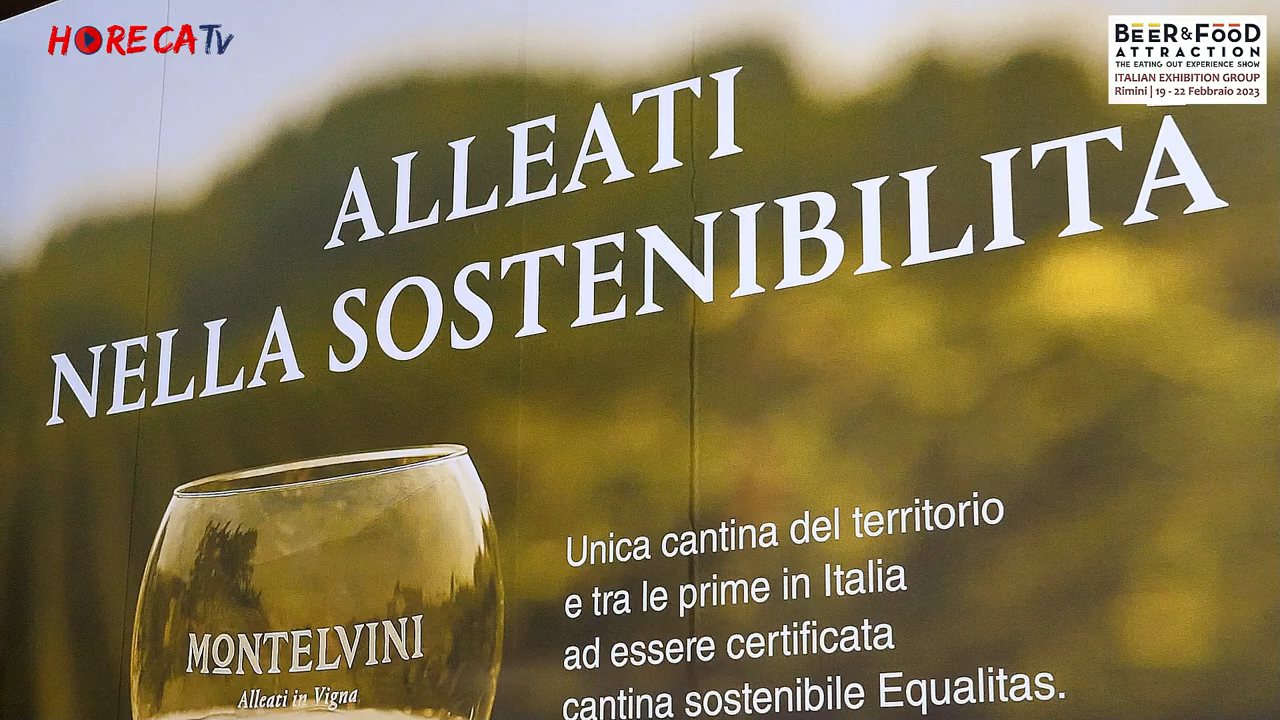 HORECATv
BEER&FOOD
ATTRACTION
THE EATING OUT EXPERIENCE SHOW
ITALIAN EXHIBITION GROUP
Rimini | 19 - 22 Febbraio 2023
ALLEATI
NELLA SOSTENIBILITÀ
Unica cantina del territorio
e tra le prime in Italia
ad essere certificata
cantina sostenibile Equalitas.
MONTELVINI
Alleati in Vigna